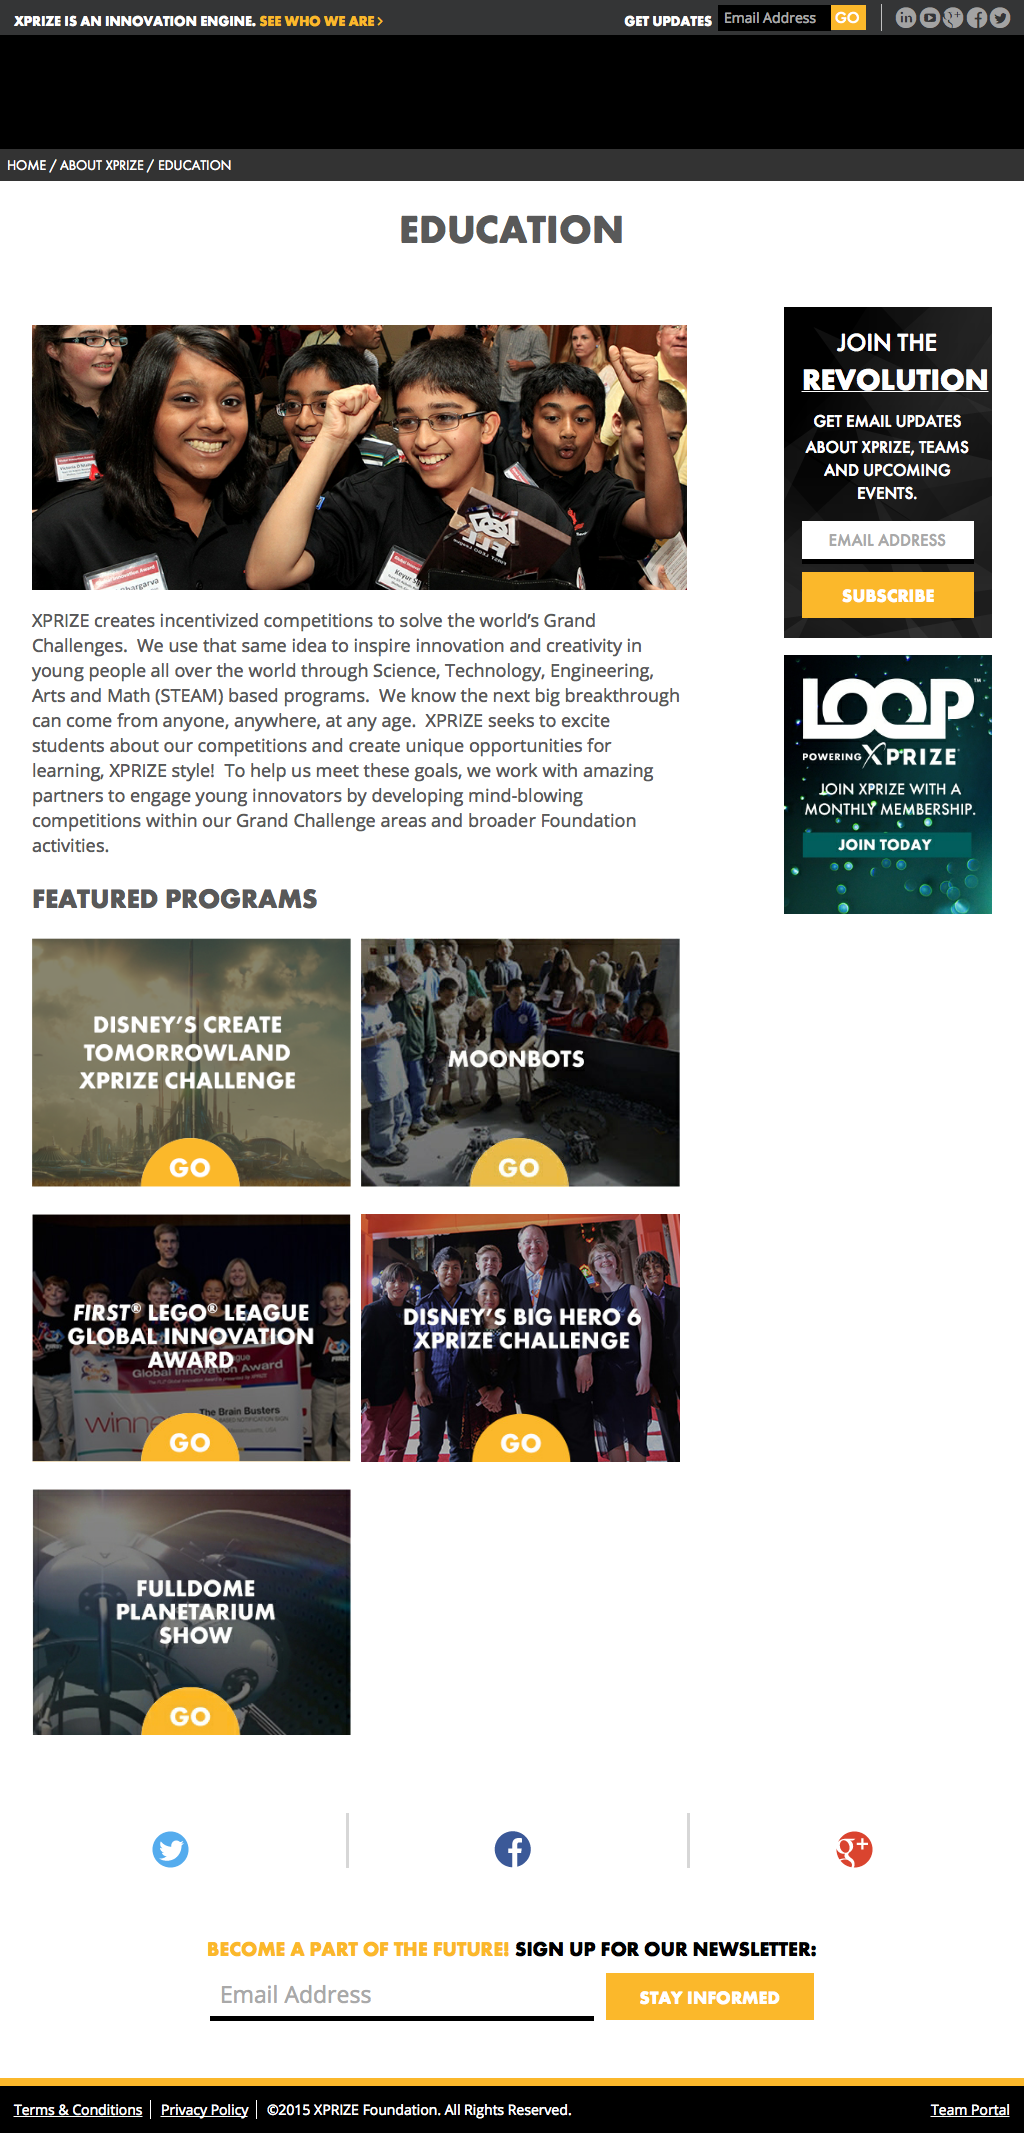 XPRIZE IS AN INNOVATION ENGINE. SEE WHO WE ARE >
GET UPDATES Email Address GO
HOME / ABOUT XPRIZE / EDUCATION
EDUCATION
JOIN THE
REVOLUTION
GET EMAIL UPDATES
ABOUT XPRIZE, TEAMS
AND UPCOMING
EVENTS.
EMAIL ADDRESS
SUBSCRIBE
LOOP™
POWERING XPRIZE
JOIN XPRIZE WITH A
MONTHLY MEMBERSHIP.
JOIN TODAY
FLL
XPRIZE creates incentivized competitions to solve the world’s Grand
Challenges.  We use that same idea to inspire innovation and creativity in
young people all over the world through Science, Technology, Engineering,
Arts and Math (STEAM) based programs.  We know the next big breakthrough
can come from anyone, anywhere, at any age.  XPRIZE seeks to excite
students about our competitions and create unique opportunities for
learning, XPRIZE style!  To help us meet these goals, we work with amazing
partners to engage young innovators by developing mind-blowing
competitions within our Grand Challenge areas and broader Foundation
activities.
FEATURED PROGRAMS
DISNEY’S CREATE
TOMORROWLAND
XPRIZE CHALLENGE
GO
MOONBOTS
GO
FIRST® LEGO® LEAGUE
GLOBAL INNOVATION
AWARD
Global Innovation Award
The Brain Busters
GO
DISNEY’S BIG HERO 6
XPRIZE CHALLENGE
GO
FULLDOME
PLANETARIUM
SHOW
GO
BECOME A PART OF THE FUTURE! SIGN UP FOR OUR NEWSLETTER:
Email Address
STAY INFORMED
Terms & Conditions | Privacy Policy | ©2015 XPRIZE Foundation. All Rights Reserved.
Team Portal